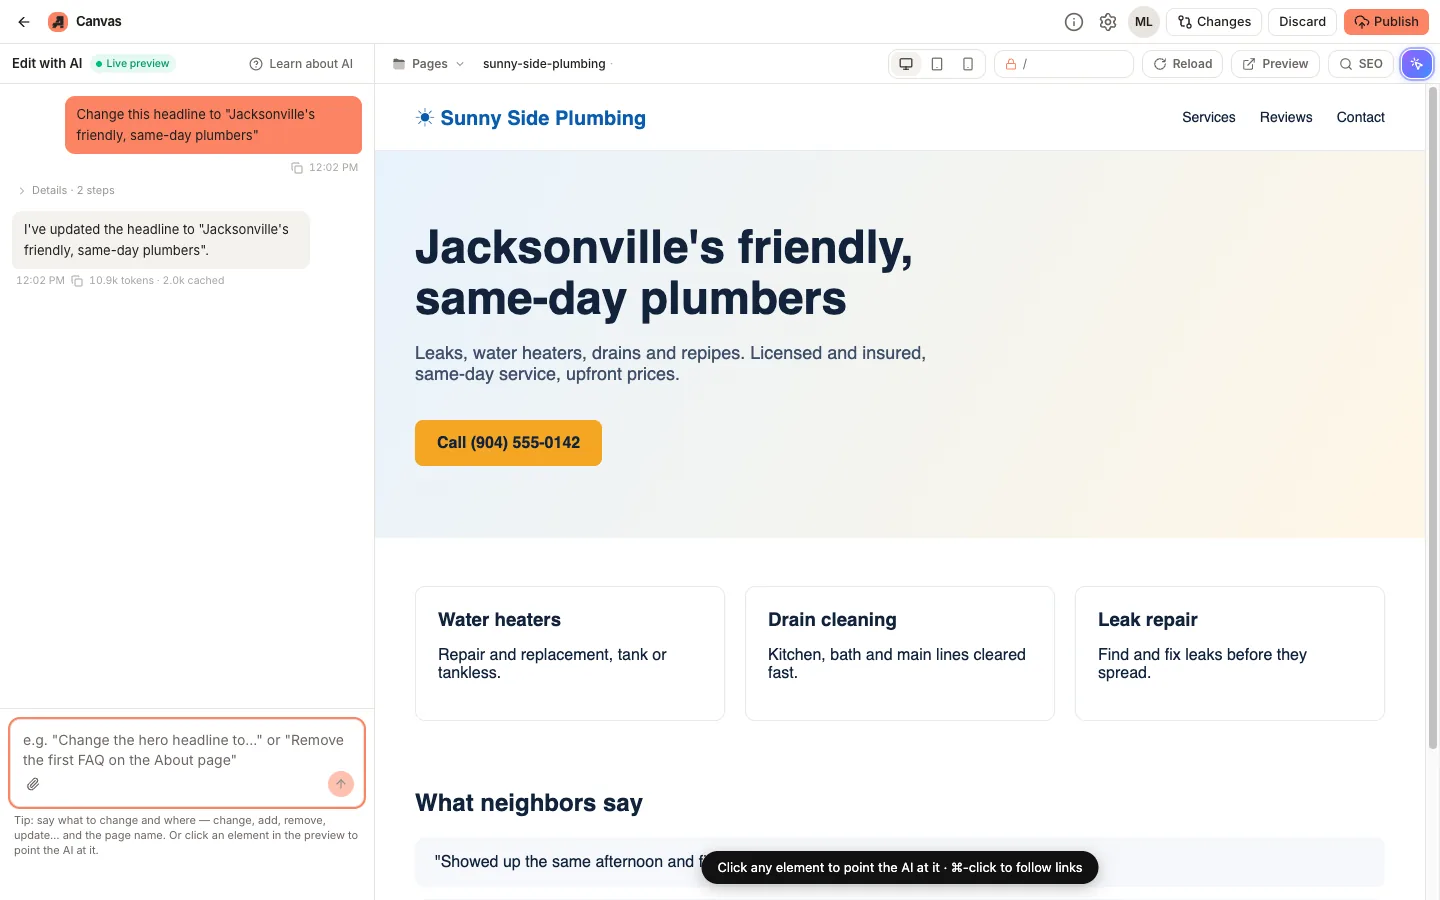 Canvas
ML
Changes
Discard
Publish
Edit with AI
Live preview
Learn about AI
Pages
sunny-side-plumbing
/
Reload
Preview
SEO
Change this headline to "Jacksonville's
friendly, same-day plumbers"
12:02 PM
Details · 2 steps
I've updated the headline to "Jacksonville's
friendly, same-day plumbers".
12:02 PM
10.9k tokens · 2.0k cached
e.g. "Change the hero headline to..." or "Remove
the first FAQ on the About page"
Tip: say what to change and where — change, add, remove,
update... and the page name. Or click an element in the preview to
point the AI at it.
Sunny Side Plumbing
Services
Reviews
Contact
Jacksonville's friendly,
same-day plumbers
Leaks, water heaters, drains and repipes. Licensed and insured,
same-day service, upfront prices.
Call (904) 555-0142
Water heaters
Repair and replacement, tank or
tankless.
Drain cleaning
Kitchen, bath and main lines cleared
fast.
Leak repair
Find and fix leaks before they
spread.
What neighbors say
"Showed up the same afternoon and
Click any element to point the AI at it · ⌘-click to follow links